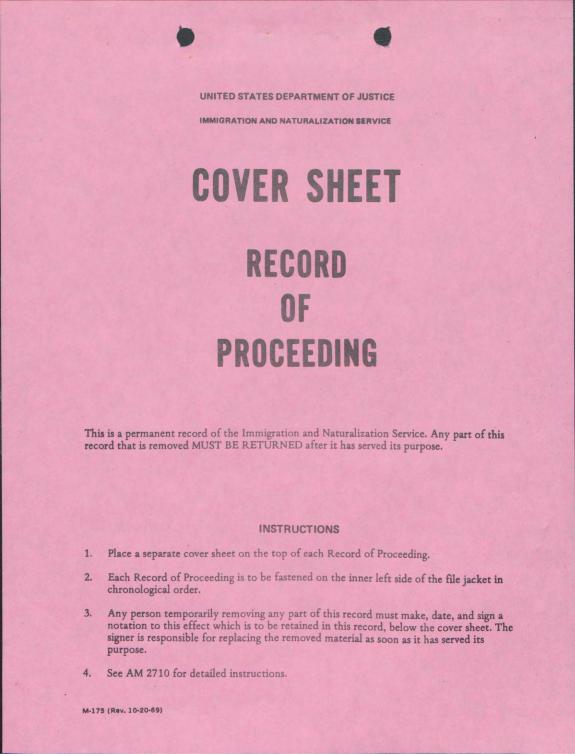 UNITED STATES DEPARTMENT OF JUSTICE
IMMIGRATION AND NATURALIZATION SERVICE
COVER SHEET
RECORD
OF
PROCEEDING
This is a permanent record of the Immigration and Naturalization Service. Any part of this
record that is removed MUST BE RETURNED after it has served its purpose.
INSTRUCTIONS
1. Place a separate cover sheet on the top of each Record of Proceeding.
2. Each Record of Proceeding is to be fastened on the inner left side of the file jacket in
chronological order.
3. Any person temporarily removing any part of this record must make, date, and sign a
notation to this effect which is to be retained in this record, below the cover sheet. The
signer is responsible for replacing the removed material as soon as it has served its
purpose.
4. See AM 2710 for detailed instructions.
M-175 (Rev. 10-20-69)